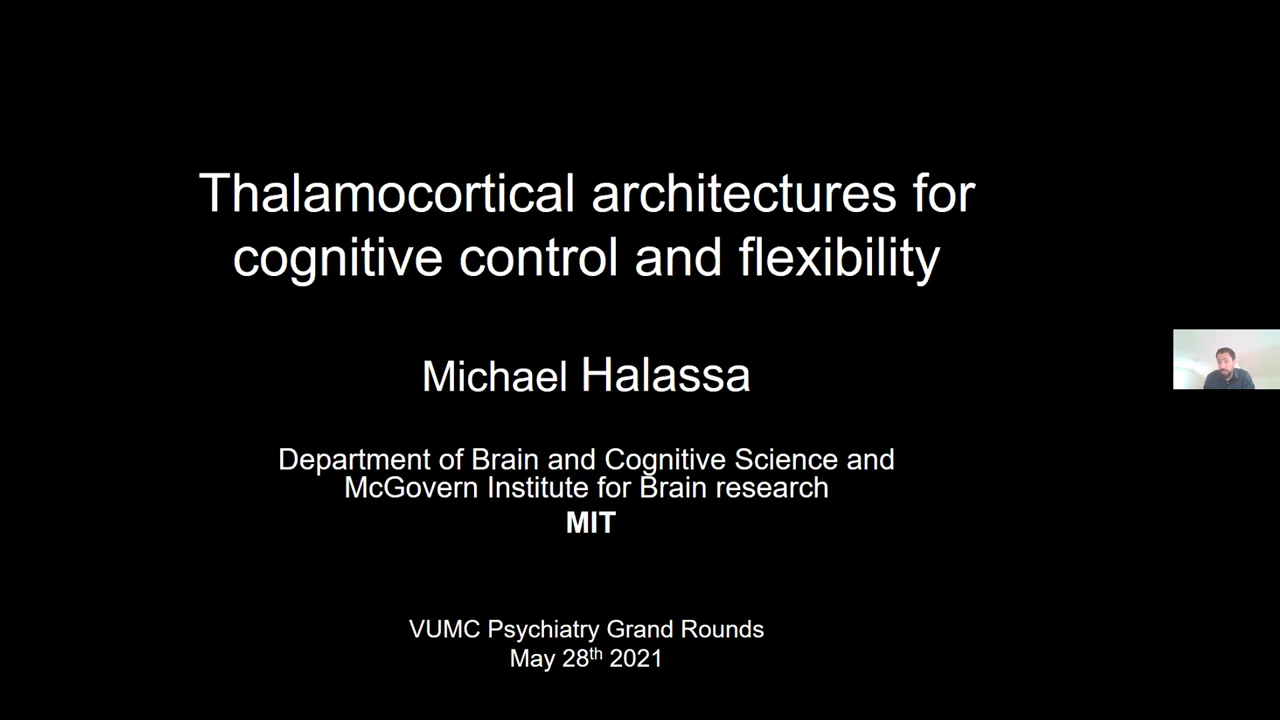 Thalamocortical architectures for
cognitive control and flexibility
Michael Halassa
Department of Brain and Cognitive Science and
McGovern Institute for Brain research
MIT
VUMC Psychiatry Grand Rounds
May 28th 2021